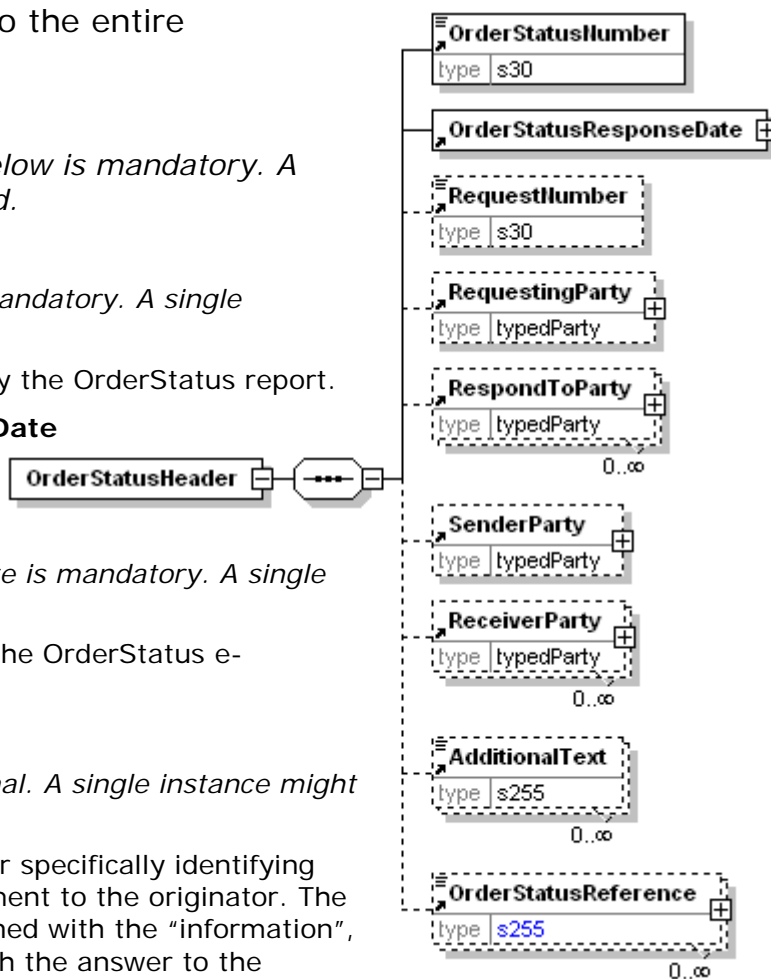 o the entire
elow is mandatory. A
d.
andatory. A single
y the OrderStatus report.
Date
OrderStatusHeader
e is mandatory. A single
he OrderStatus e-
al. A single instance might
r specifically identifying
ment to the originator. The
ned with the "information",
h the answer to the
OrderStatusNumber
type s30
OrderStatusResponseDate
RequestNumber
type s30
RequestingParty
type typedParty
RespondToParty
type typedParty
0..∞
SenderParty
type typedParty
ReceiverParty
type typedParty
0..∞
AdditionalText
type s255
0..∞
OrderStatusReference
type s255
0..∞